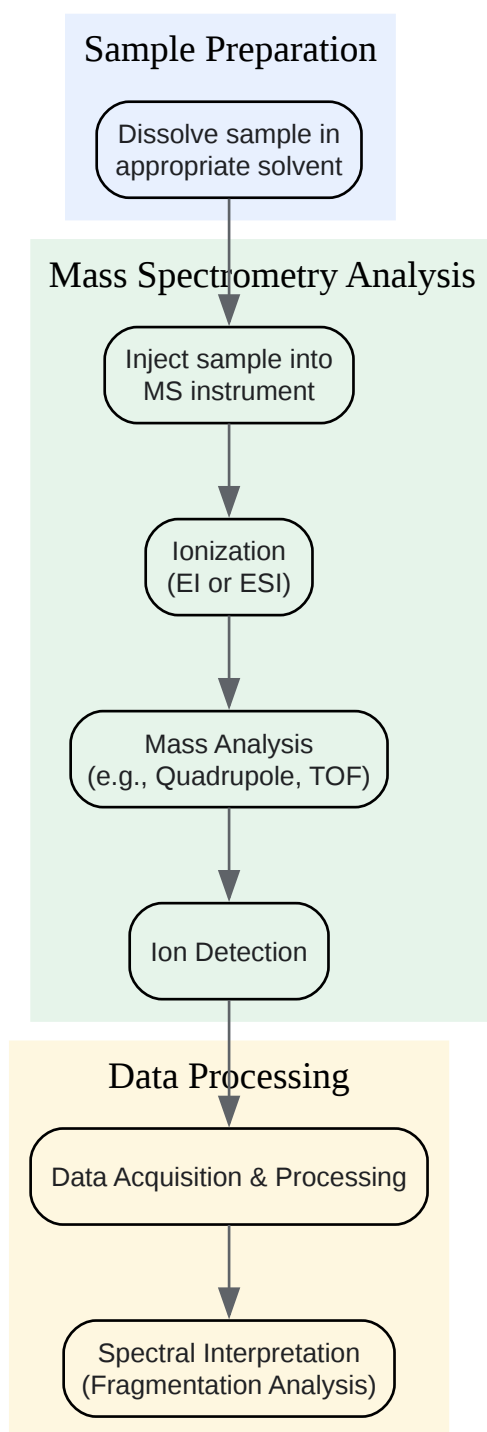 Sample Preparation
Dissolve sample in
appropriate solvent
Mass Spectrometry Analysis
Inject sample into
MS instrument
Ionization
(EI or ESI)
Mass Analysis
(e.g., Quadrupole, TOF)
Ion Detection
Data Processing
Data Acquisition & Processing
Spectral Interpretation
(Fragmentation Analysis)